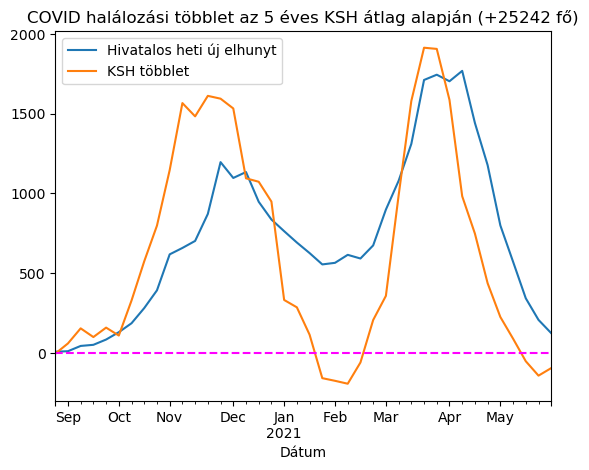 COVID halálozási többlet az 5 éves KSH átlag alapján (+25242 fő)
Hivatalos heti új elhunyt
KSH többlet
2000
1500
1000
500
0
Sep Oct Nov Dec Jan Feb Mar Apr May
2021
Dátum